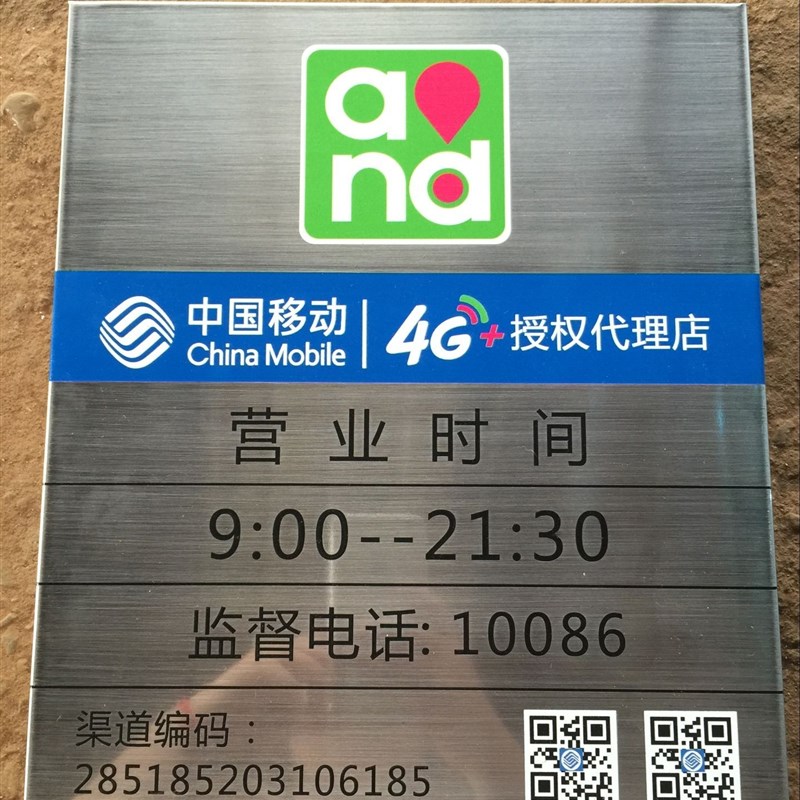 and
中国移动
China Mobile
4G+授权代理店
营业时间
9:00--21:30
监督电话: 10086
渠道编码：
285185203106185